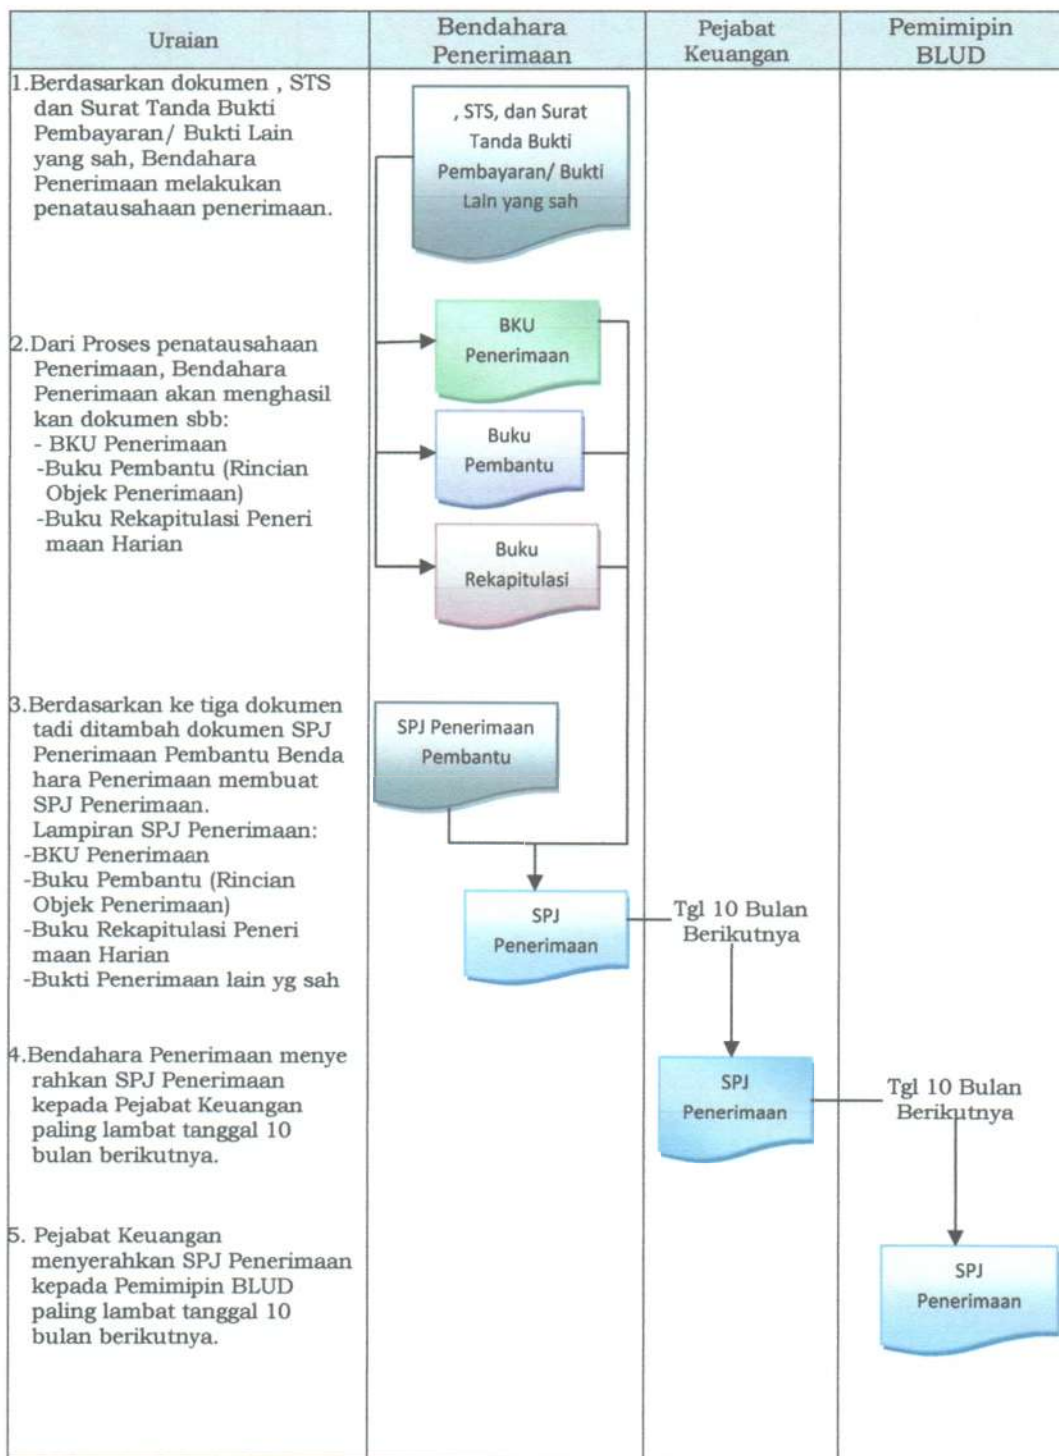 Uraian
Bendahara
Penerimaan
Pejabat
Keuangan
Pemimipin
BLUD
1.Berdasarkan dokumen , STS
dan Surat Tanda Bukti
Pembayaran/ Bukti Lain
yang sah, Bendahara
Penerimaan melakukan
penatausahaan penerimaan.
, STS, dan Surat
Tanda Bukti
Pembayaran/ Bukti
Lain yang sah
2.Dari Proses penatausahaan
Penerimaan, Bendahara
Penerimaan akan menghasil
kan dokumen sbb:
- BKU Penerimaan
-Buku Pembantu (Rincian
Objek Penerimaan)
-Buku Rekapitulasi Peneri
maan Harian
BKU
Penerimaan
Buku
Pembantu
Buku
Rekapitulasi
3.Berdasarkan ke tiga dokumen
tadi ditambah dokumen SPJ
Penerimaan Pembantu Benda
hara Penerimaan membuat
SPJ Penerimaan.
Lampiran SPJ Penerimaan:
-BKU Penerimaan
-Buku Pembantu (Rincian
Objek Penerimaan)
-Buku Rekapitulasi Peneri
maan Harian
-Bukti Penerimaan lain yg sah
SPJ Penerimaan
Pembantu
SPJ
Penerimaan
Tgl 10 Bulan
Berikutnya
4.Bendahara Penerimaan menye
rahkan SPJ Penerimaan
kepada Pejabat Keuangan
paling lambat tanggal 10
bulan berikutnya.
SPJ
Penerimaan
Tgl 10 Bulan
Berikutnya
5. Pejabat Keuangan
menyerahkan SPJ Penerimaan
kepada Pemimipin BLUD
paling lambat tanggal 10
bulan berikutnya.
SPJ
Penerimaan